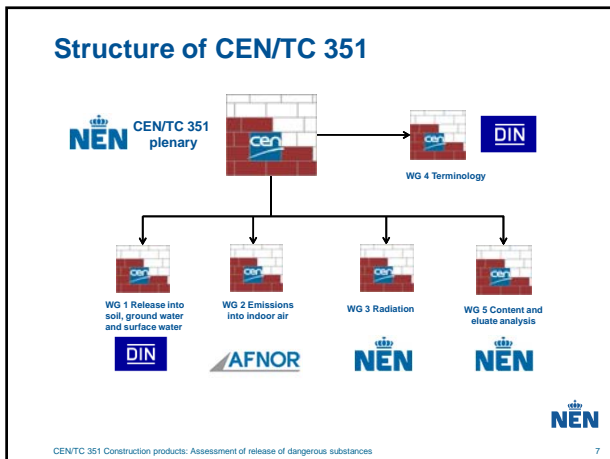 Structure of CEN/TC 351
NEN
CEN/TC 351
plenary
cen
cen
DIN
WG 4 Terminology
cen
cen
cen
cen
WG 1 Release into
soil, ground water
and surface water
WG 2 Emissions
into indoor air
WG 3 Radiation
WG 5 Content and
eluate analysis
DIN
AFNOR
NEN
NEN
NEN
CEN/TC 351 Construction products: Assessment of release of dangerous substances
7